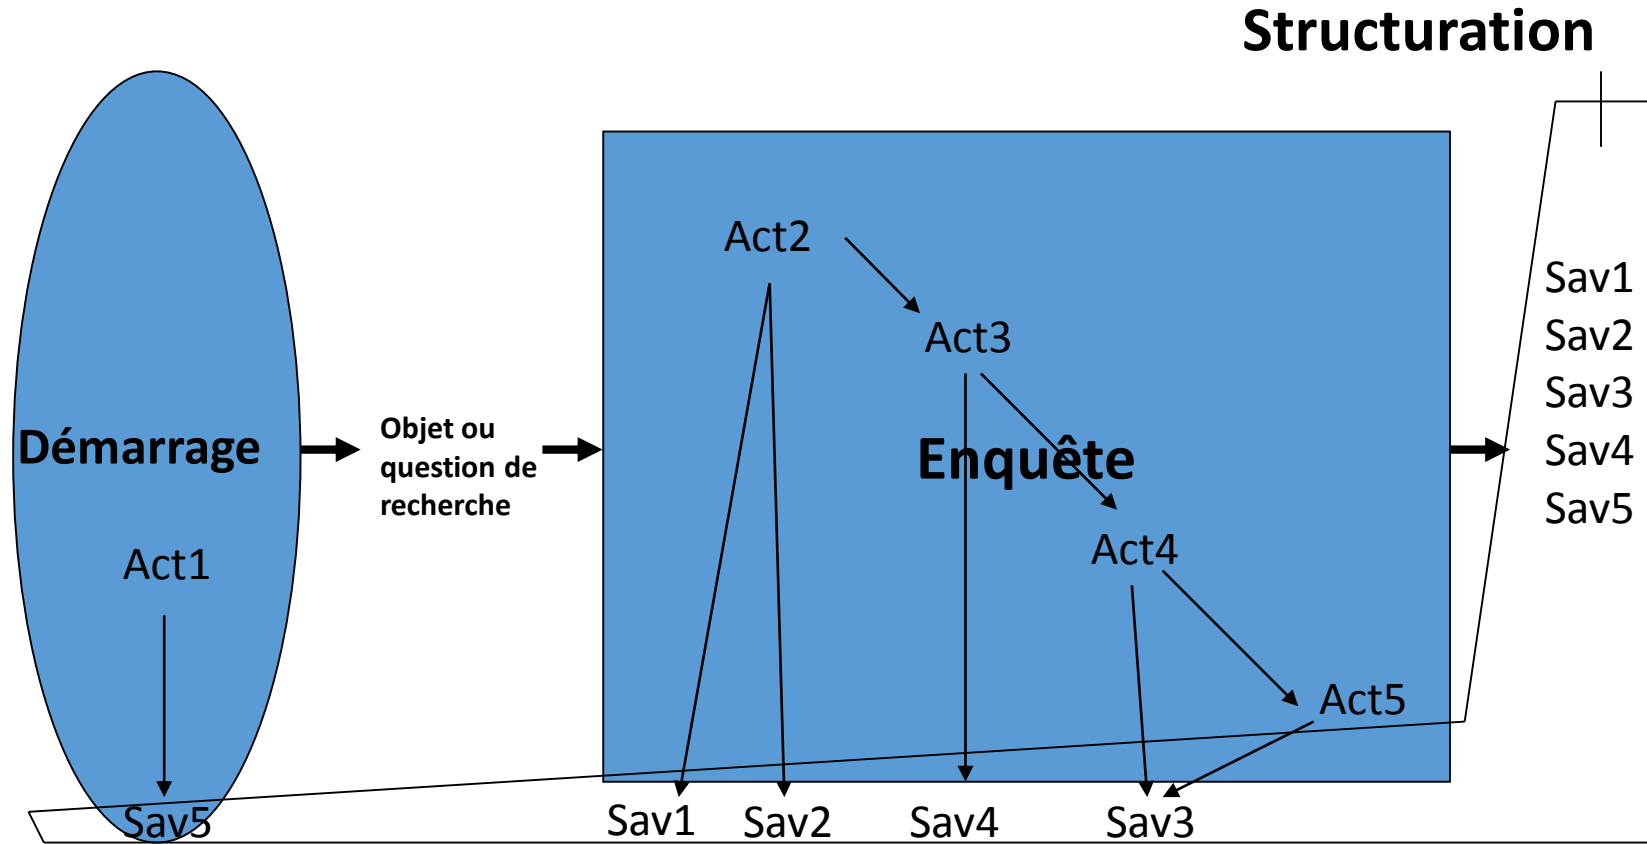 Structuration
Démarrage
Act1
Sav5
Objet ou
question de
recherche
Enquête
Act2
Act3
Act4
Act5
Sav1
Sav2
Sav4
Sav3
Sav1
Sav2
Sav3
Sav4
Sav5